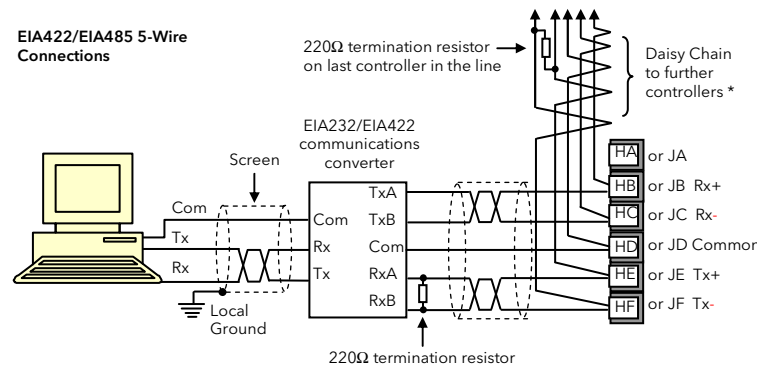 EIA422/EIA485 5-Wire
Connections
220Ω termination resistor
on last controller in the line
Daisy Chain
to further
controllers *
EIA232/EIA422
communications
converter
Screen
Com
Tx
Rx
Local
Ground
Com
Rx
Tx
TxA
TxB
Com
RxA
RxB
HA or JA
HB or JB Rx+
HC or JC Rx-
HD or JD Common
HE or JE Tx+
HF or JF Tx-
220Ω termination resistor